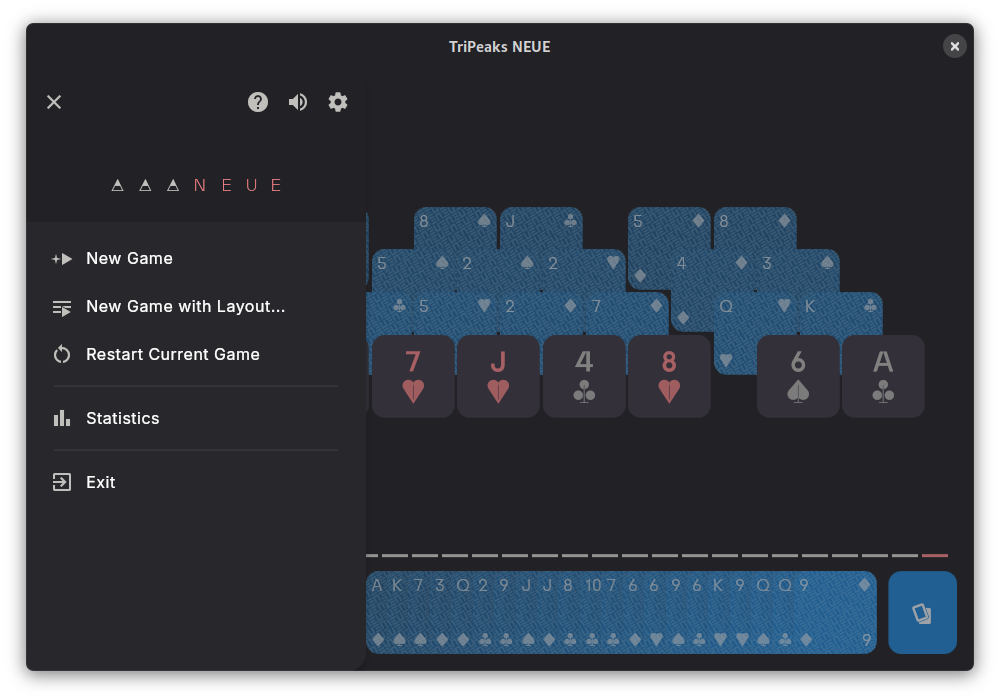 TriPeaks NEUE
NEUE
New Game
New Game with Layout...
Restart Current Game
Statistics
Exit
8 J 5 8
5 2 2 4 3
5 2 7 Q K
7 J 4 8 6 A
A K 7 3 Q 2 9 J J 8 10 7 6 6 9 6 K 9 Q Q 9
9